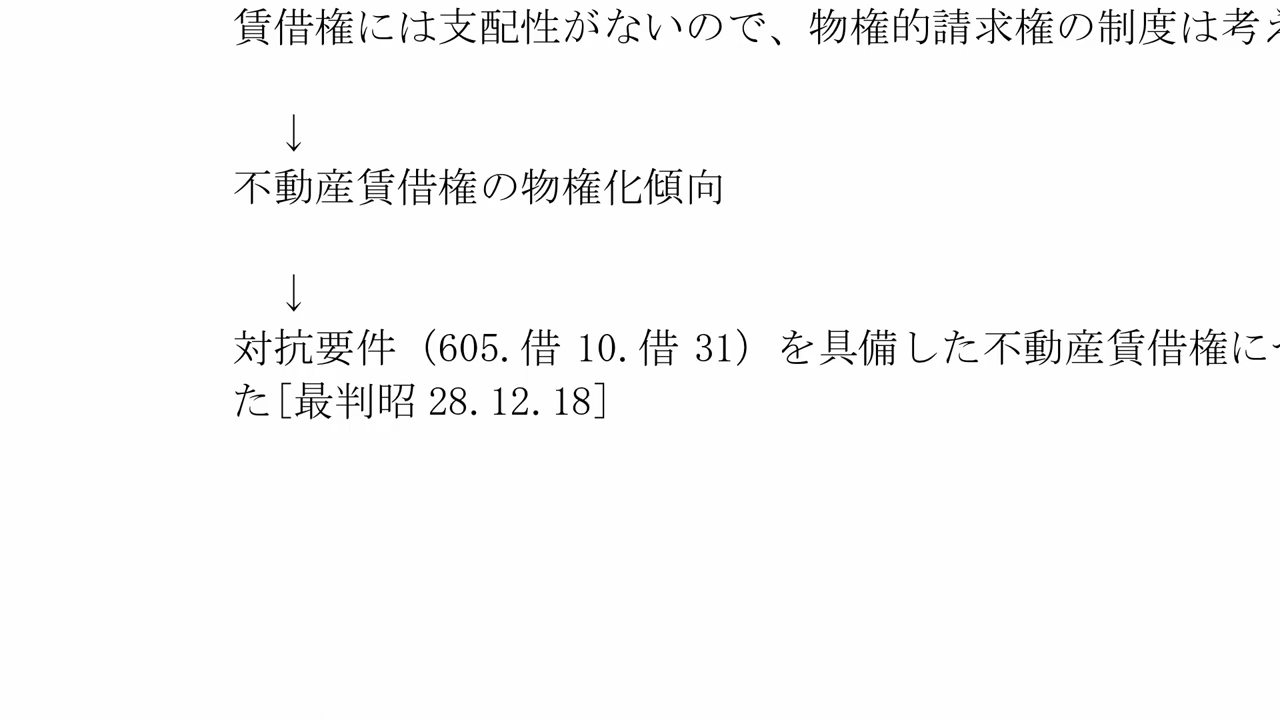 賃借権には支配性がないので、物権的請求権の制度は考え
↓
不動産賃借権の物権化傾向
↓
対抗要件（605.借 10.借 31）を具備した不動産賃借権に
た[最判昭 28.12.18]